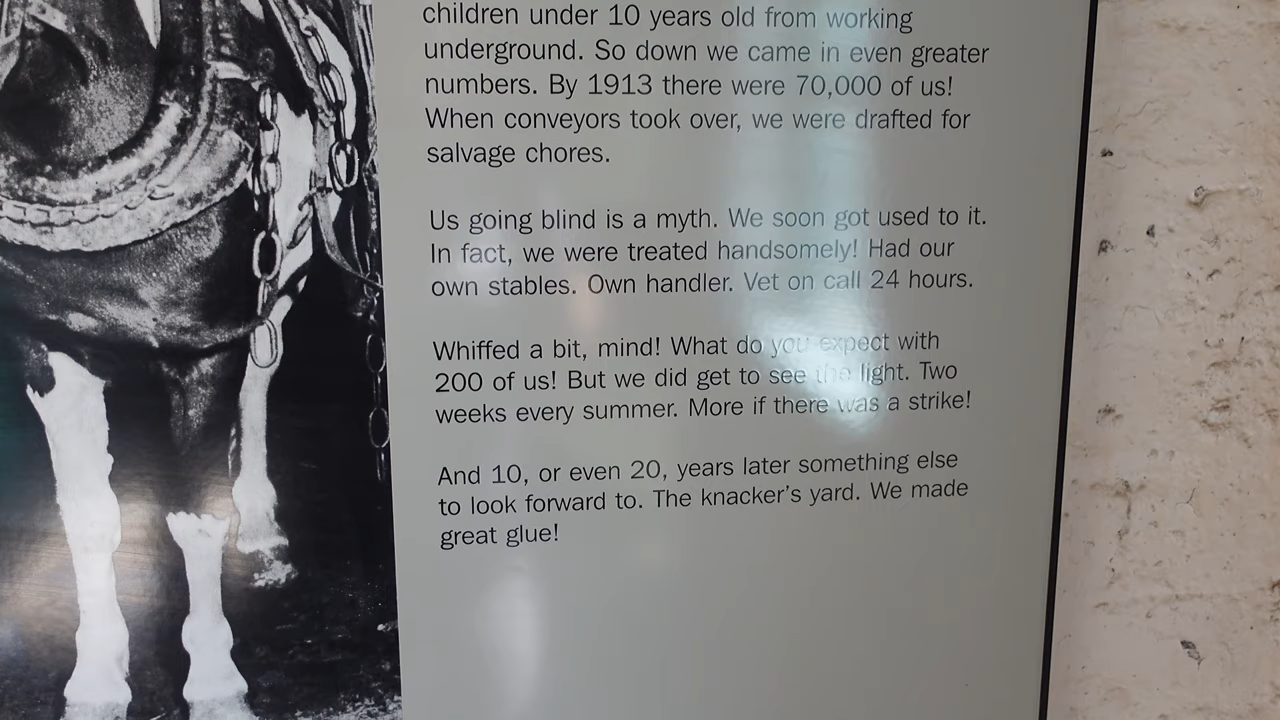 children under 10 years old from working
underground. So down we came in even greater
numbers. By 1913 there were 70,000 of us!
When conveyors took over, we were drafted for
salvage chores.
Us going blind is a myth. We soon got used to it.
In fact, we were treated handsomely! Had our
own stables. Own handler. Vet on call 24 hours.
Whiffed a bit, mind! What do you expect with
200 of us! But we did get to see the light. Two
weeks every summer. More if there was a strike!
And 10, or even 20, years later something else
to look forward to. The knacker's yard. We made
great glue!